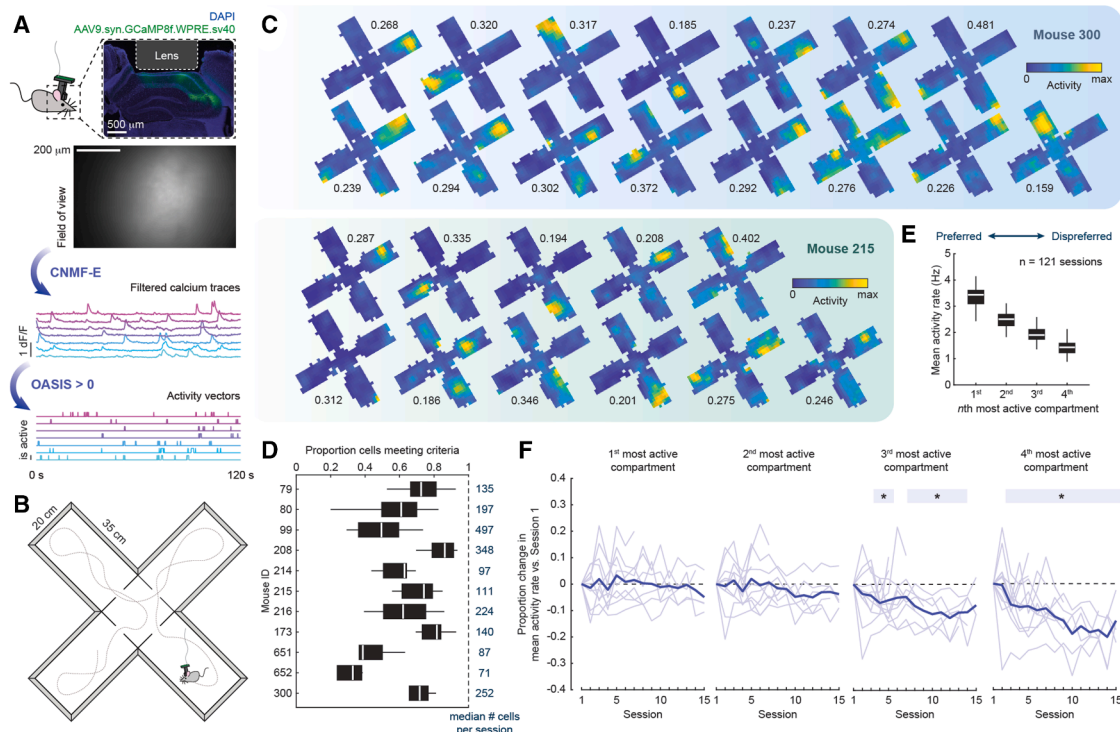 A
DAPI
AAV9.syn.GCaMP8f.WPRE.sv40
Lens
500 μm
200 μm
Field of view
CNMF-E
Filtered calcium traces
1 dF/F
OASIS > 0
Activity vectors
is active
0 s
120 s
B
20 cm
35 cm
C
Mouse 300
0.268
0.320
0.317
0.185
0.237
0.274
0.481
0
max
Activity
0.239
0.294
0.302
0.372
0.292
0.276
0.226
0.159
Mouse 215
0.287
0.335
0.194
0.208
0.402
0
max
Activity
0.312
0.186
0.346
0.201
0.275
0.246
D
Proportion cells meeting criteria
0
0.2
0.4
0.6
0.8
1
Mouse ID
79
135
80
197
99
497
208
348
214
97
215
111
216
224
173
140
651
87
652
71
300
252
median # cells
per session
E
Preferred
Dispreferred
n = 121 sessions
Mean activity rate (Hz)
5
4
3
2
1
0
1st
2nd
3rd
4th
nth most active compartment
F
1st most active
compartment
2nd most active
compartment
3rd most active
compartment
4th most active
compartment
* * *
Proportion change in
mean activity rate vs. Session 1
0.4
0.3
0.2
0.1
0
-0.1
-0.2
-0.3
-0.4
1 5 10 15
1 5 10 15
1 5 10 15
1 5 10 15
Session
Session
Session
Session